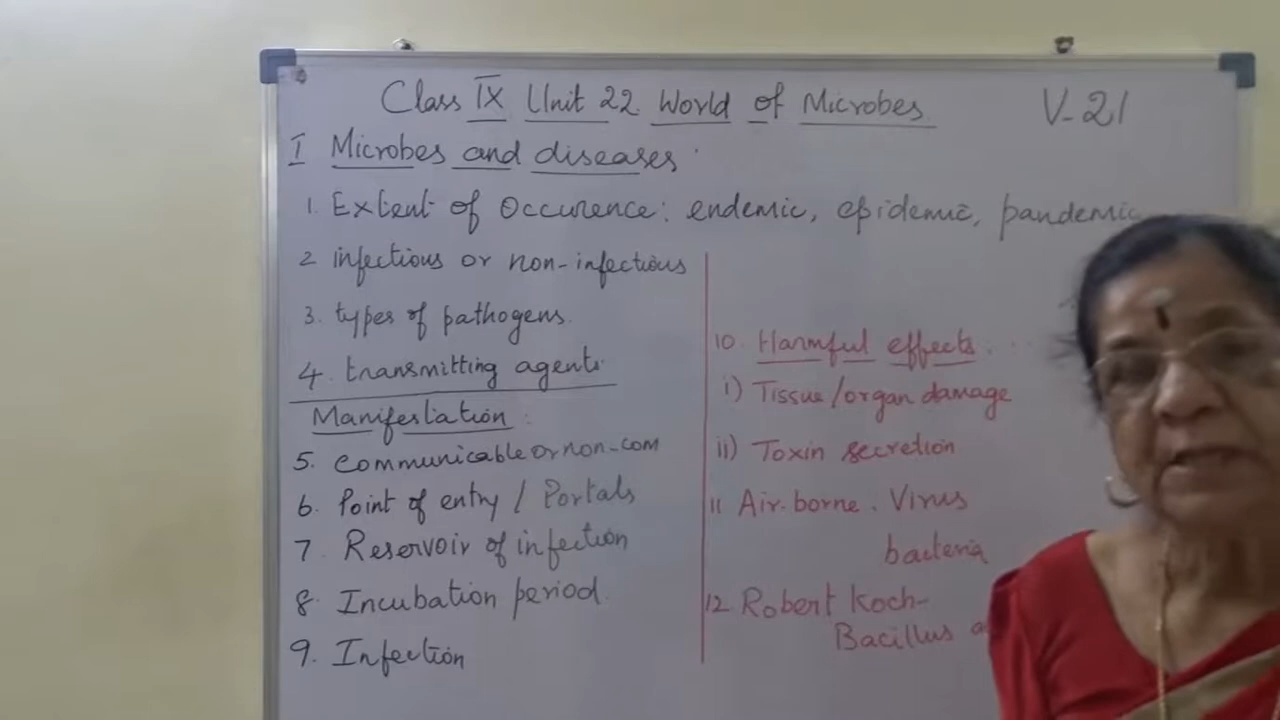 Class IX Unit 22. World of Microbes.
V-21
I Microbes and diseases.
1. Extent of Occurence: endemic, epidemic, pandemic
2 infectious or non-infectious
3. types of pathogens.
4. transmitting agents.
Manifestation:
5. Communicable or non-com
6. Point of entry / Portals
7. Reservoir of infection
8. Incubation period.
9. Infection
10. Harmful effects....
i) Tissue/organ damage
ii) Toxin secretion
11 Air-borne. Virus
bacteria
12. Robert Koch-
Bacillus